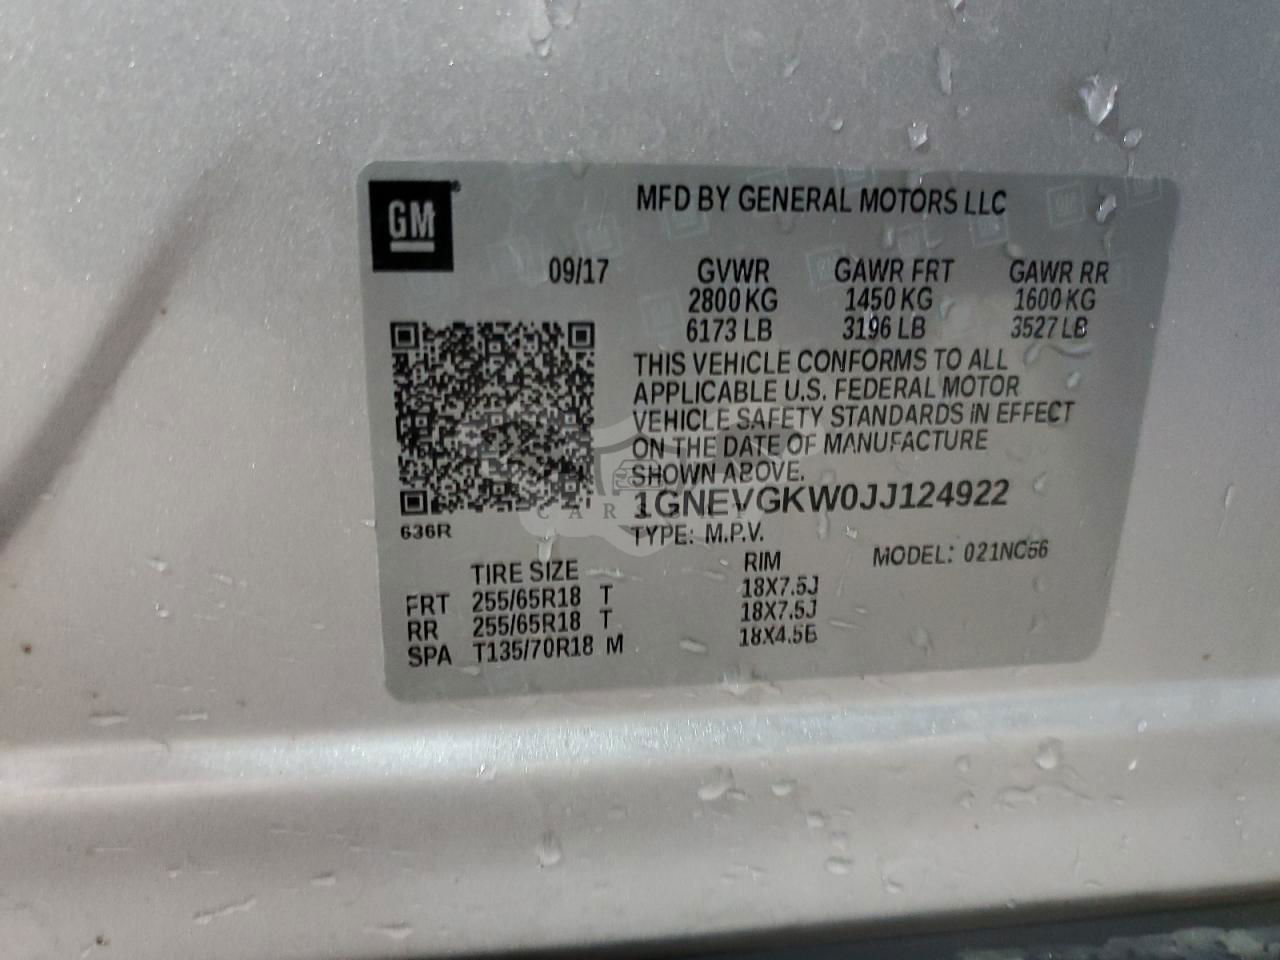 GM
MFD BY GENERAL MOTORS LLC
09/17 GVWR GAWR FRT GAWR RR
2800 KG 1450 KG 1600 KG
6173 LB 3196 LB 3527 LB
THIS VEHICLE CONFORMS TO ALL
APPLICABLE U.S. FEDERAL MOTOR
VEHICLE SAFETY STANDARDS IN EFFECT
ON THE DATE OF MANUFACTURE
SHOWN ABOVE.
1GNEVGKW0JJ124922
636R
TYPE: M.P.V. MODEL: 021NC56
TIRE SIZE RIM
FRT 255/65R18 T 18X7.5J
RR 255/65R18 T 18X7.5J
SPA T135/70R18 M 18X4.5B